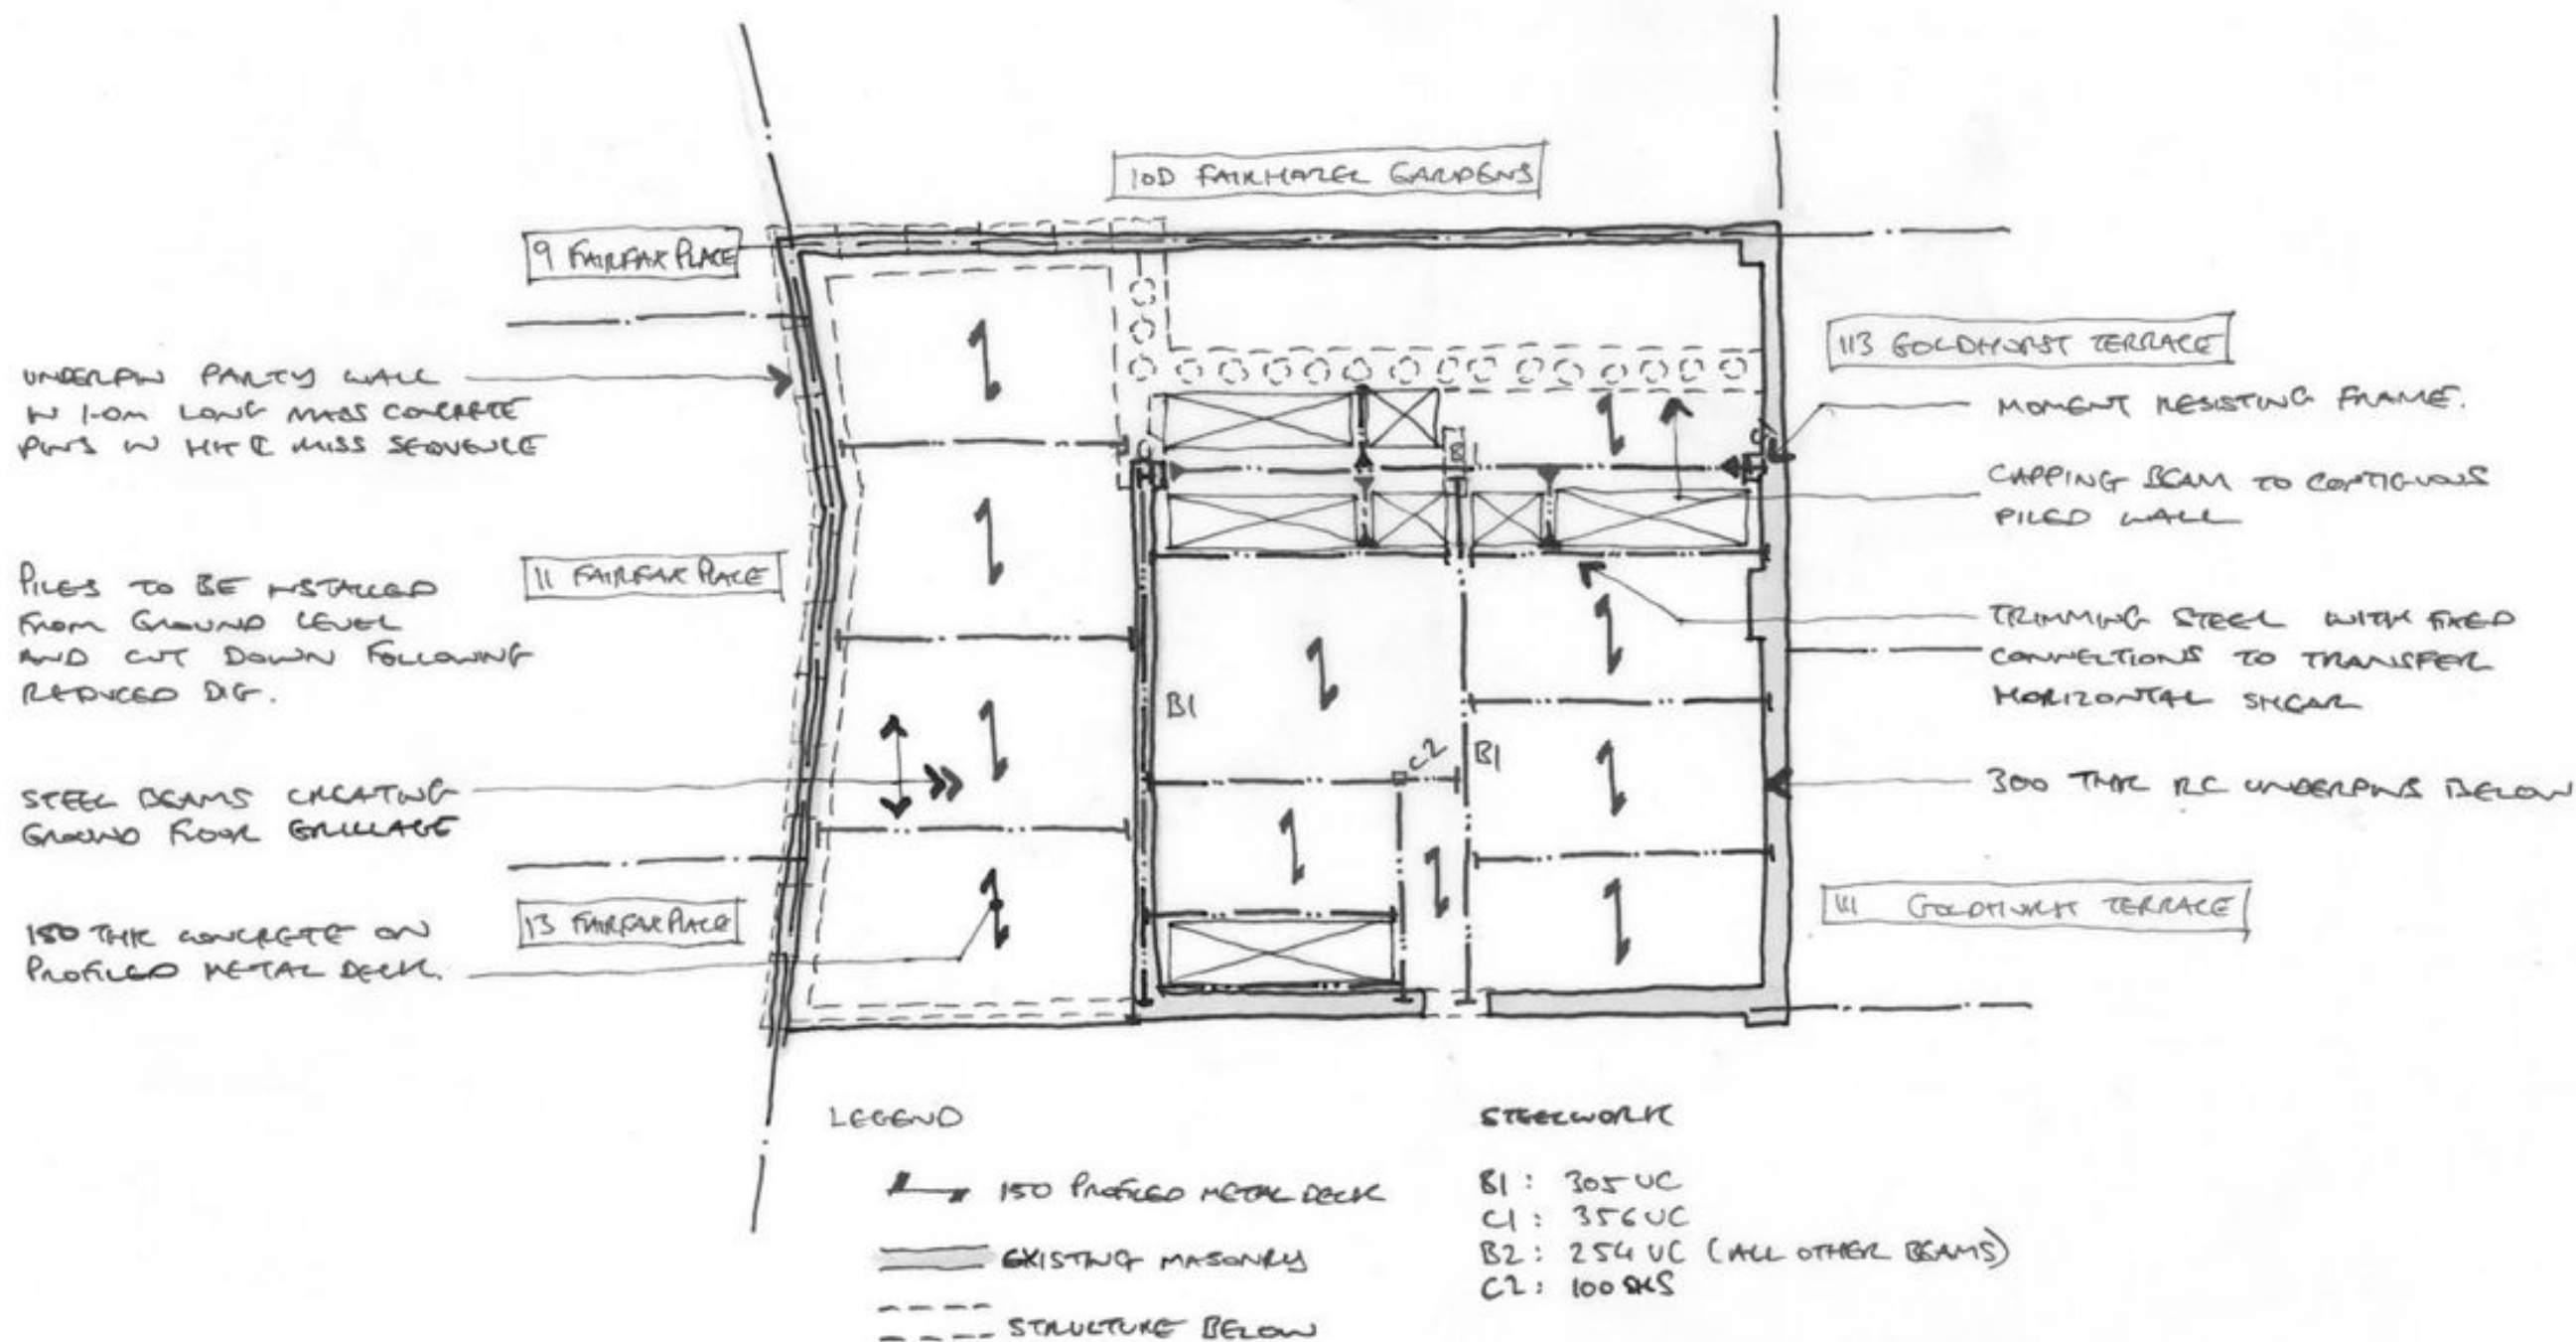 10D FAIRHAZEL GARDENS
9 FAIRFAX PLACE
113 GOLDHURST TERRACE
UNDERPIN PARTY WALL
IN 1.0m LONG MASS CONCRETE
PINS IN HIT & MISS SEQUENCE
MOMENT RESISTING FRAME.
CAPPING BEAM TO CONTIGUOUS
PILED WALL
PILES TO BE INSTALLED
FROM GROUND LEVEL
AND CUT DOWN FOLLOWING
REDUCED DIG.
11 FAIRFAX PLACE
TRIMMING STEEL WITH FIXED
CONNECTIONS TO TRANSFER
HORIZONTAL SHEAR
B1
C2
B1
STEEL BEAMS CREATING
GROUND FLOOR GRILLAGE
300 THK RC UNDERPINS BELOW
150 THK CONCRETE ON
PROFILED METAL DECK.
13 FAIRFAX PLACE
111 GOLDHURST TERRACE
LEGEND
150 PROFILED METAL DECK
EXISTING MASONRY
STRUCTURE BELOW
STEELWORK
B1: 305 UC
C1: 356 UC
B2: 254 UC (ALL OTHER BEAMS)
C2: 100 SHS